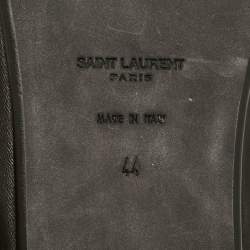 SAINT LAURENT
PARIS
MADE IN ITALY
44